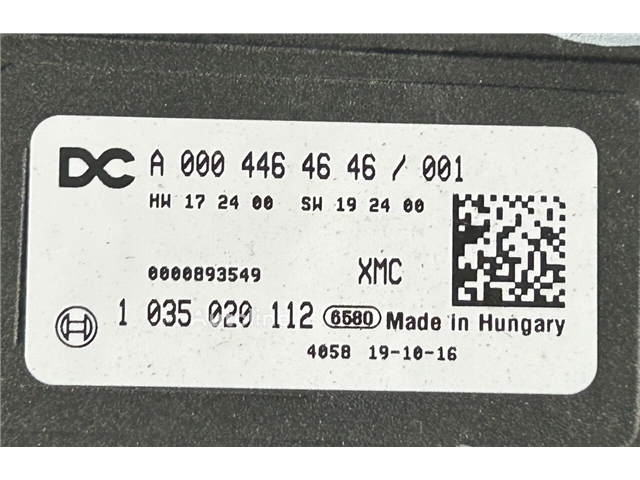 DC A 000 446 46 46 / 001
HW 17 24 00 SW 19 24 00
0000893549 XMC
1 035 020 112 6580 Made in Hungary
4058 19-10-16